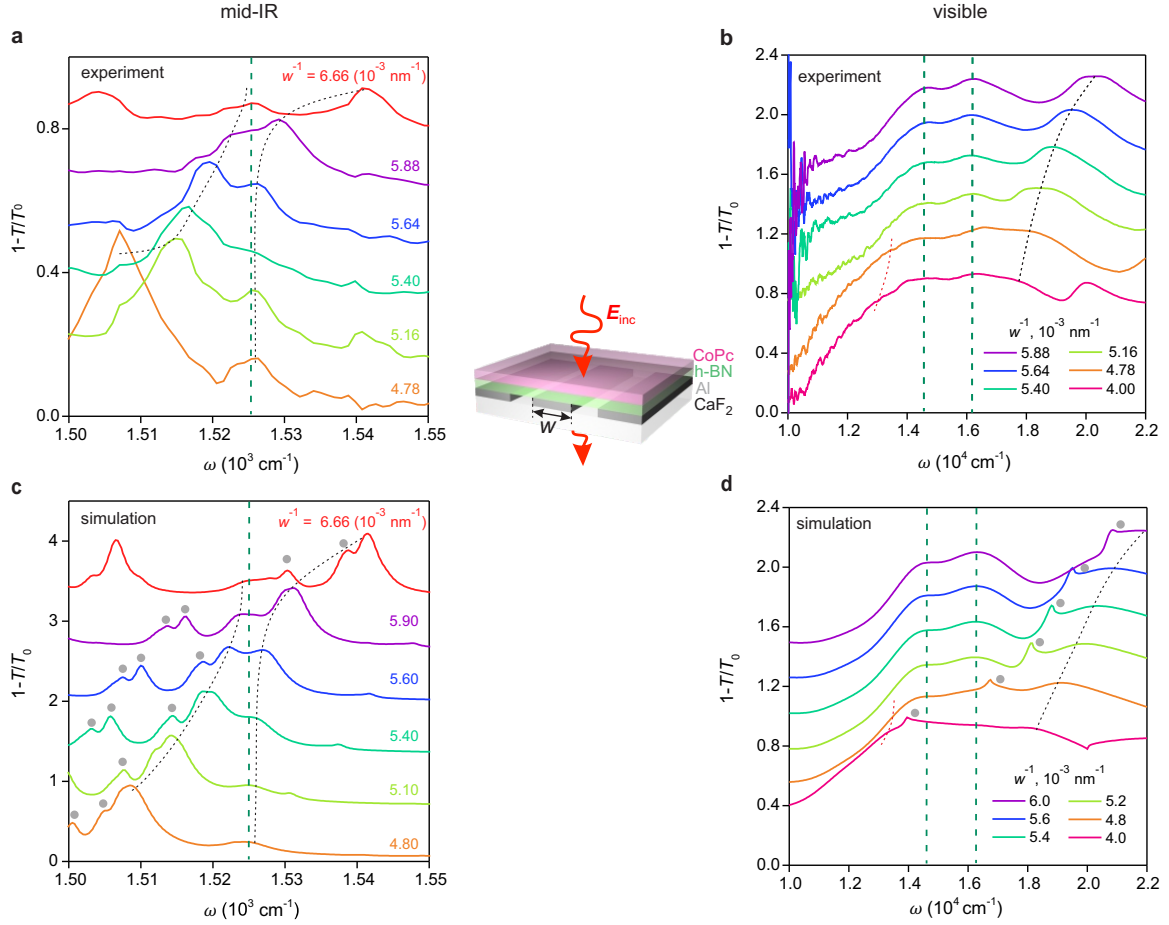 mid-IR
visible
a
experiment
w⁻¹ = 6.66 (10⁻³ nm⁻¹)
5.88
5.64
5.40
5.16
4.78
0.8
0.4
0.0
1-T/T₀
1.50 1.51 1.52 1.53 1.54 1.55
ω (10³ cm⁻¹)
b
experiment
2.4
2.0
1.6
1.2
0.8
0.4
0.0
1-T/T₀
w⁻¹, 10⁻³ nm⁻¹
5.88 5.16
5.64 4.78
5.40 4.00
1.0 1.2 1.4 1.6 1.8 2.0 2.2
ω (10⁴ cm⁻¹)
E inc
CoPc
h-BN
Al
CaF₂
w
c
simulation
w⁻¹ = 6.66 (10⁻³ nm⁻¹)
5.90
5.60
5.40
5.10
4.80
4
3
2
1
0
1-T/T₀
1.50 1.51 1.52 1.53 1.54 1.55
ω (10³ cm⁻¹)
d
simulation
2.4
2.0
1.6
1.2
0.8
0.4
0.0
1-T/T₀
w⁻¹, 10⁻³ nm⁻¹
6.0 5.2
5.6 4.8
5.4 4.0
1.0 1.2 1.4 1.6 1.8 2.0 2.2
ω (10⁴ cm⁻¹)